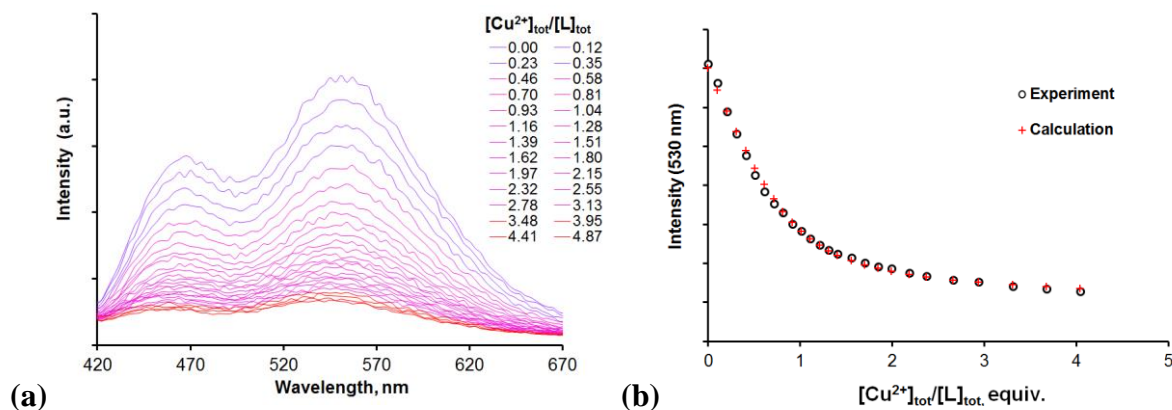 Intensity (a.u.)
[Cu²⁺]tot/[L]tot
0.00 0.12
0.23 0.35
0.46 0.58
0.70 0.81
0.93 1.04
1.16 1.28
1.39 1.51
1.62 1.80
1.97 2.15
2.32 2.55
2.78 3.13
3.48 3.95
4.41 4.87
420 470 520 570 620 670
Wavelength, nm
(a)
Intensity (530 nm)
Experiment
Calculation
0 1 2 3 4 5
[Cu²⁺]tot/[L]tot, equiv.
(b)